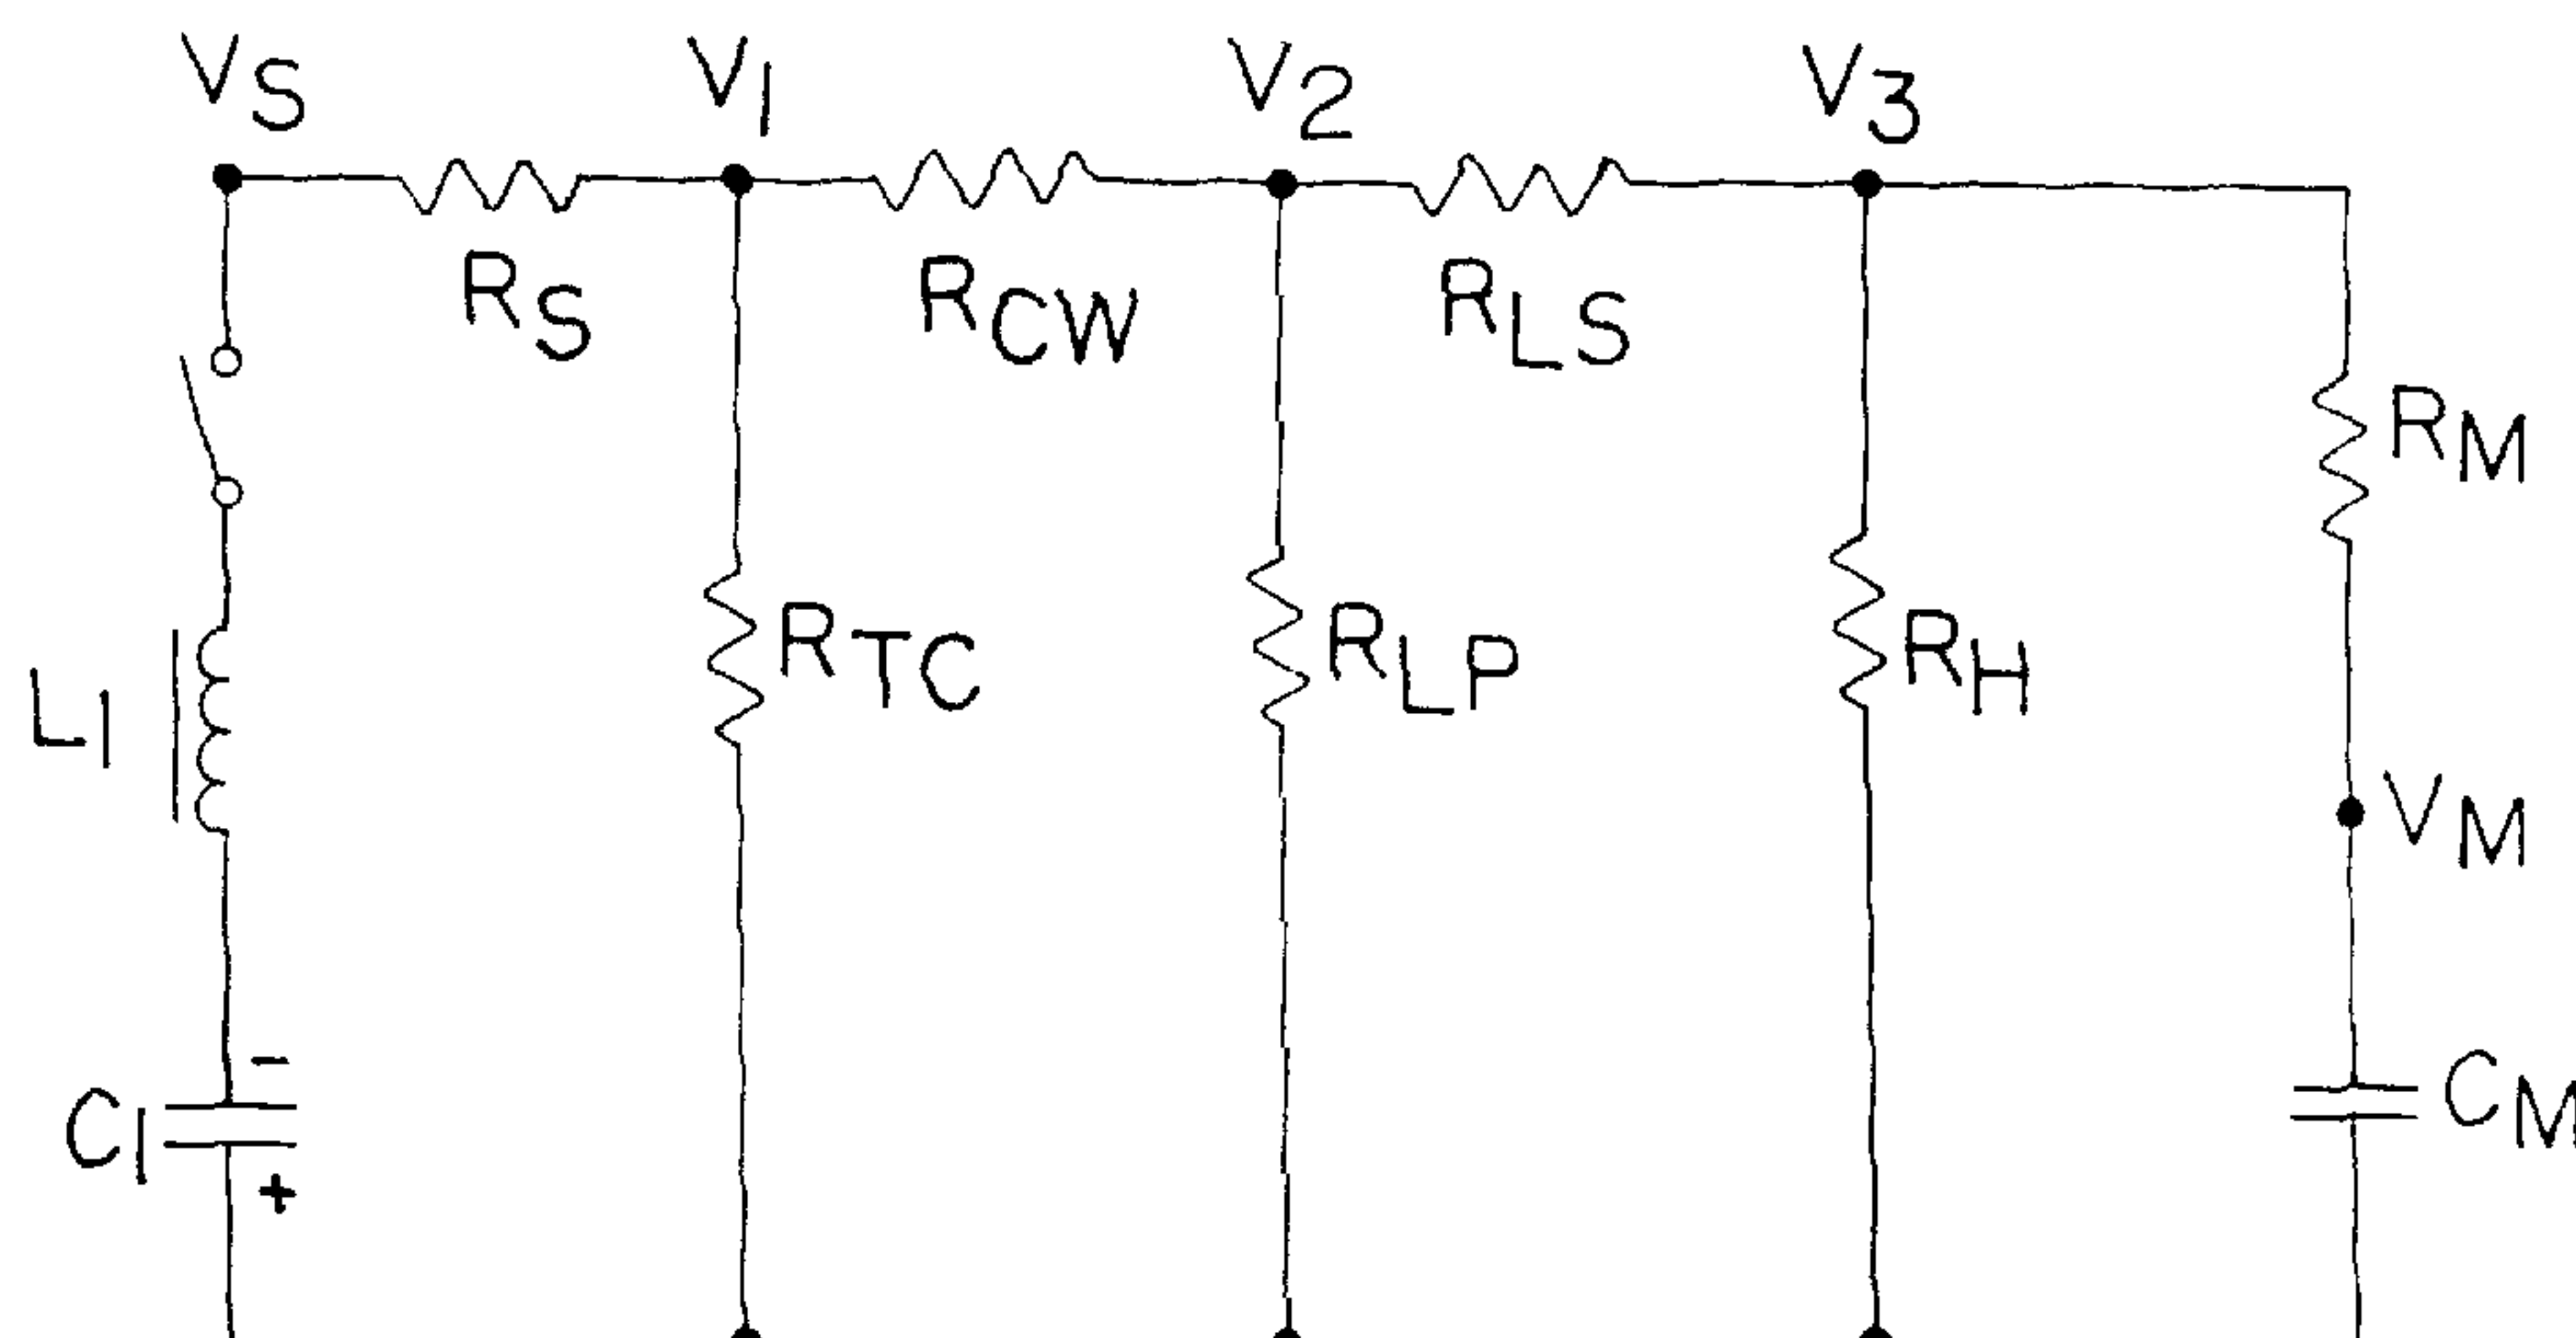 VS V1 V2 V3
RS RCW RLS
RM
L1 RTC RLP RH
VM
C1 - + CM